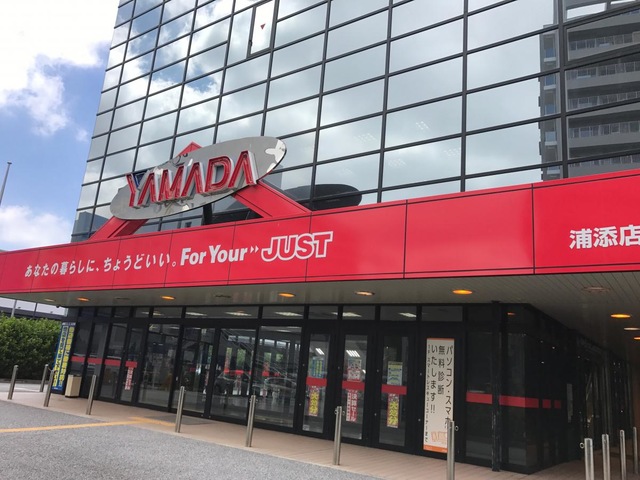 YAMADA
あなたの暮らしに、ちょうどいい。For Your JUST
浦添店
パソコン・スマホ
無料診断
いたします!!